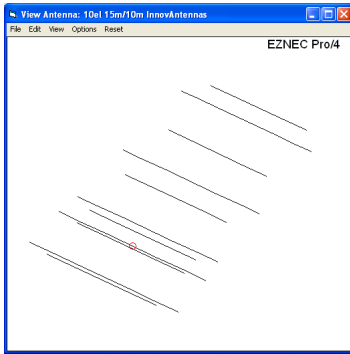 View Antenna: 10el 15m/10m InnovAntennas
File Edit View Options Reset
EZNEC Pro/4